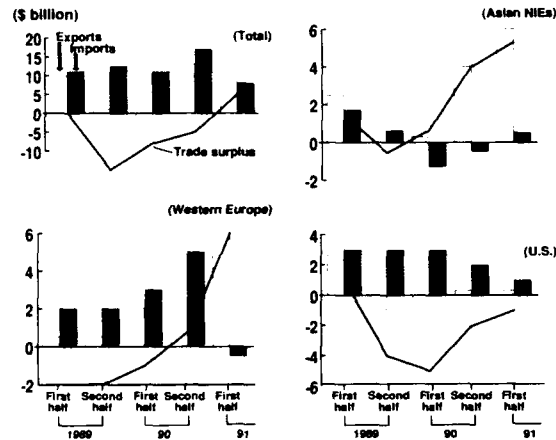 ($ billion)
Exports
Imports
(Total)
20
15
10
5
0
-5
-10
Trade surplus
(Asian NIEs)
6
4
2
0
-2
(Western Europe)
6
4
2
0
-2
First half Second half First half Second half First half
1989 90 91
(U.S.)
4
2
0
-2
-4
-6
First half Second half First half Second half First half
1989 90 91